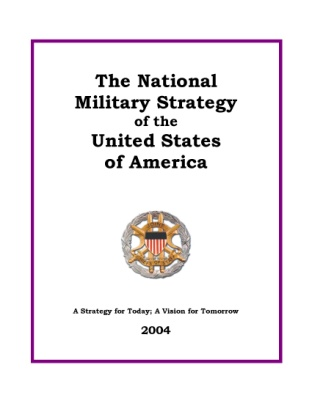 The National
Military Strategy
of the
United States
of America
A Strategy for Today; A Vision for Tomorrow
2004